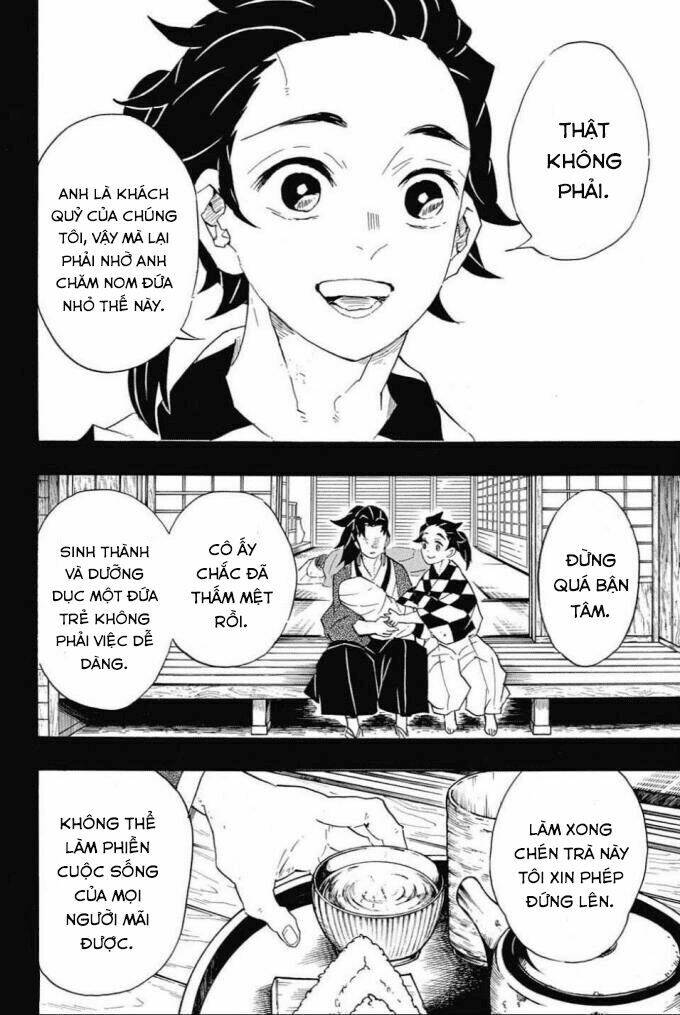 THẬT
KHÔNG
PHẢI.
ANH LÀ KHÁCH
QUÝ CỦA CHÚNG
TÔI, VẬY MÀ LẠI
PHẢI NHỜ ANH
CHĂM NOM ĐỨA
NHỎ THẾ NÀY.
ĐỪNG
QUÁ BẬN
TÂM.
CÔ ẤY
CHẮC ĐÃ
THẤM MỆT
RỒI.
SINH THÀNH
VÀ DƯỠNG
DỤC MỘT ĐỨA
TRẺ KHÔNG
PHẢI VIỆC DỄ
DÀNG.
LÀM XONG
CHÉN TRÀ NÀY
TÔI XIN PHÉP
ĐỨNG LÊN.
KHÔNG THỂ
LÀM PHIỀN
CUỘC SỐNG
CỦA MỌI
NGƯỜI MÃI
ĐƯỢC.